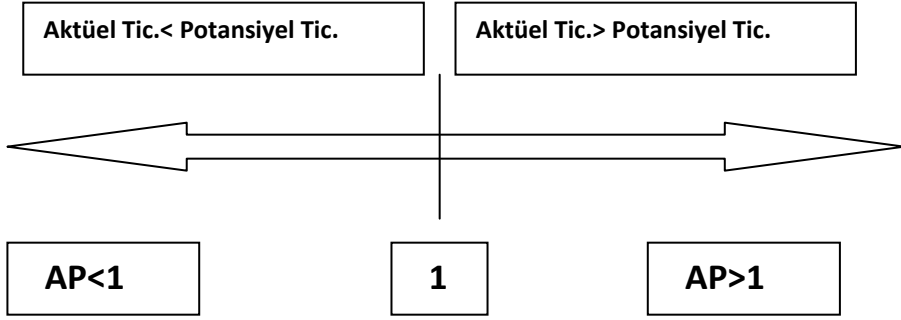 Aktüel Tic.< Potansiyel Tic.
Aktüel Tic.> Potansiyel Tic.
AP<1
1
AP>1